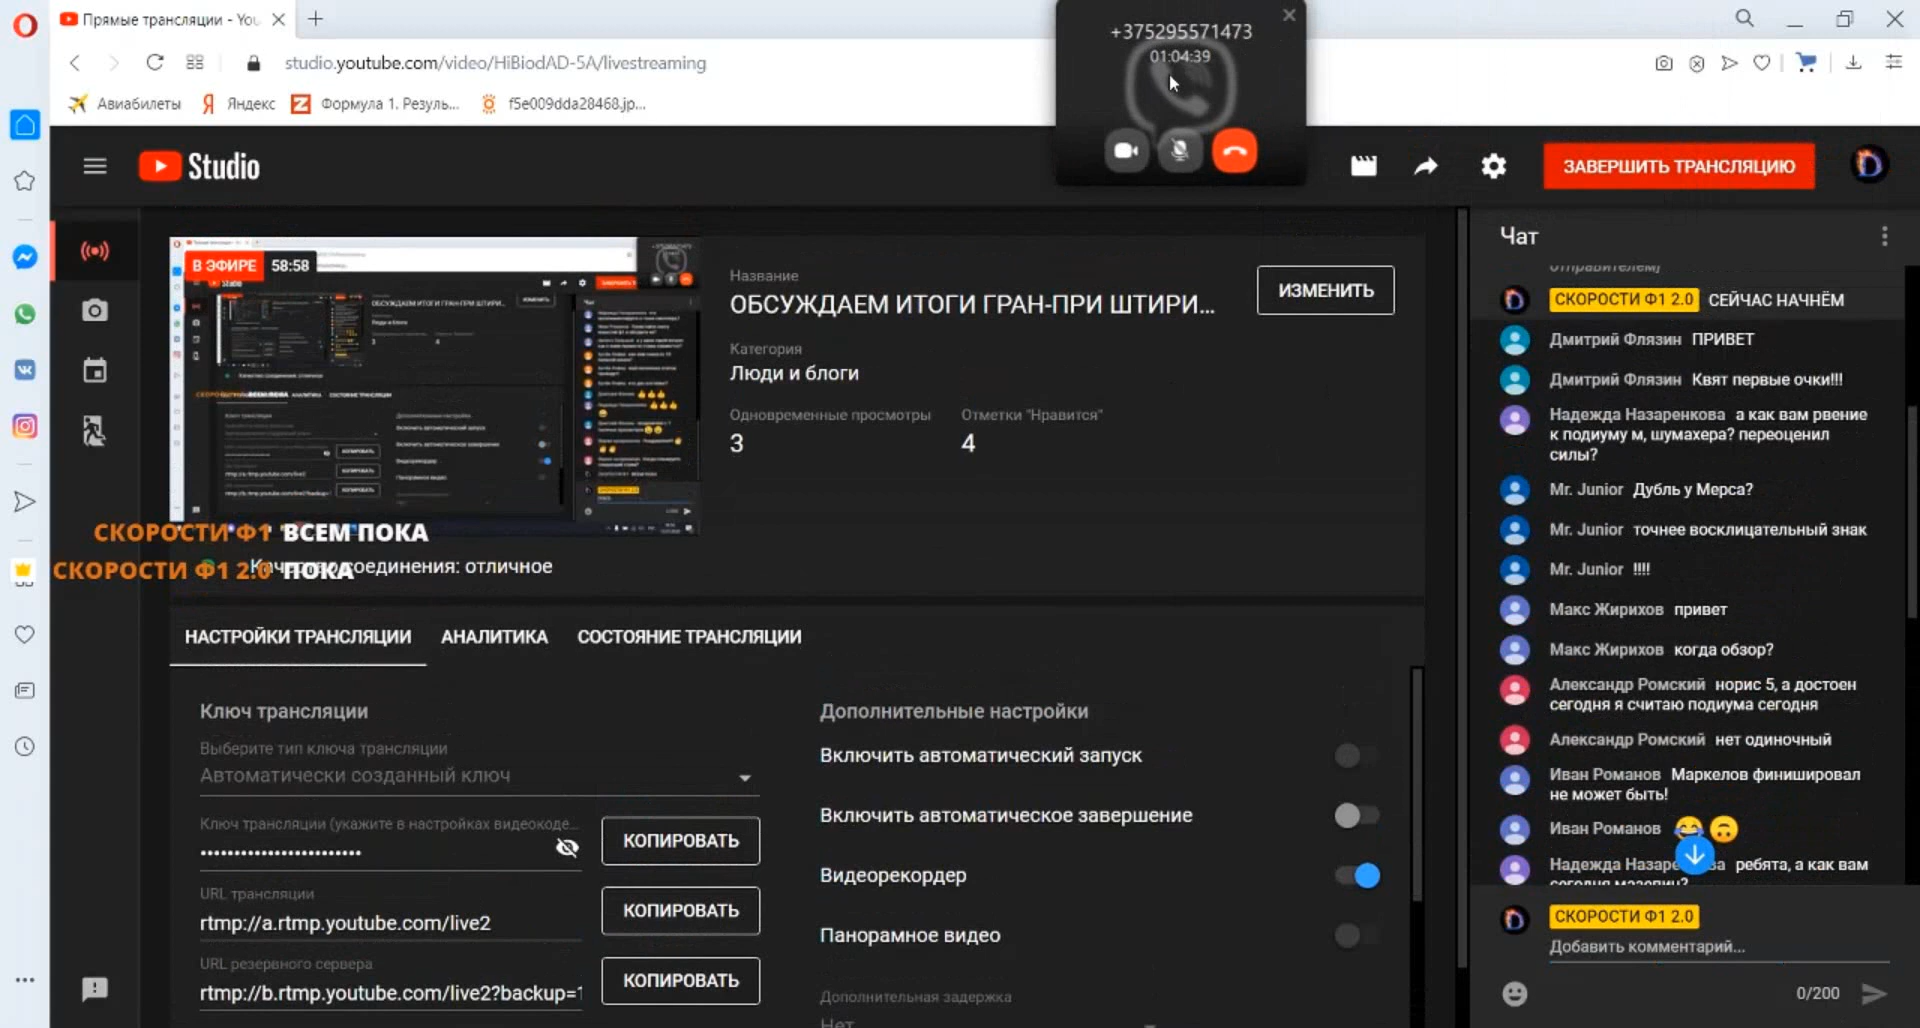 Прямые трансляции - You
studio.youtube.com/video/HiBiodAD-5A/livestreaming
Авиабилеты
Яндекс
Формула 1. Резуль...
f5e009dda28468.jp...
+375295571473
01:04:39
Studio
ЗАВЕРШИТЬ ТРАНСЛЯЦИЮ
В ЭФИРЕ 58:58
Название
ОБСУЖДАЕМ ИТОГИ ГРАН-ПРИ ШТИРИ...
ИЗМЕНИТЬ
Категория
Люди и блоги
Одновременные просмотры
Отметки "Нравится"
3
4
СКОРОСТИ Ф1 ВСЕМ ПОКА
СКОРОСТИ Ф1 2.0 ПОКА
Качество соединения: отличное
НАСТРОЙКИ ТРАНСЛЯЦИИ
АНАЛИТИКА
СОСТОЯНИЕ ТРАНСЛЯЦИИ
Ключ трансляции
Выберите тип ключа трансляции
Автоматически созданный ключ
Ключ трансляции (укажите в настройках видеокоде...
КОПИРОВАТЬ
URL трансляции
rtmp://a.rtmp.youtube.com/live2
КОПИРОВАТЬ
URL резервного сервера
rtmp://b.rtmp.youtube.com/live2?backup=1
КОПИРОВАТЬ
Дополнительные настройки
Включить автоматический запуск
Включить автоматическое завершение
Видеорекордер
Панорамное видео
Дополнительная задержка
Нет
Чат
отправителем)
СКОРОСТИ Ф1 2.0 СЕЙЧАС НАЧНЁМ
Дмитрий Флязин ПРИВЕТ
Дмитрий Флязин Квят первые очки!!!
Надежда Назаренкова а как вам рвение
к подиуму м, шумахера? переоценил
силы?
Mr. Junior Дубль у Мерса?
Mr. Junior точнее восклицательный знак
Mr. Junior !!!!
Макс Жирихов привет
Макс Жирихов когда обзор?
Александр Ромский норис 5, а достоен
сегодня я считаю подиума сегодня
Александр Ромский нет одиночный
Иван Романов Маркелов финишировал
не может быть!
Иван Романов 😂🙃
Надежда Назаренкова ребята, а как вам
сегодня мазепин?
СКОРОСТИ Ф1 2.0
Добавить комментарий...
0/200